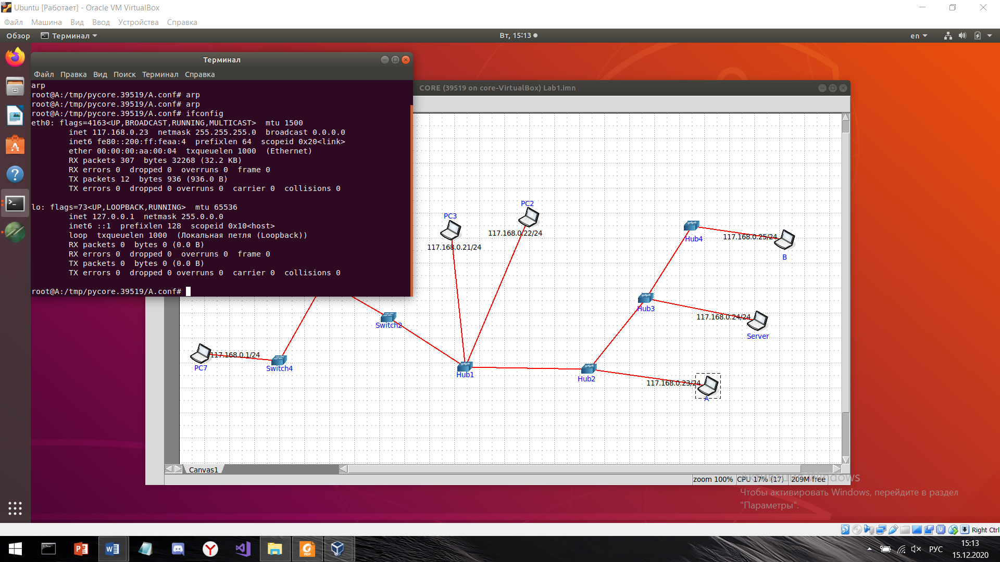 Ubuntu [Работает] - Oracle VM VirtualBox
Файл Машина Вид Ввод Устройства Справка
Обзор Терминал Вт, 15:13 en
Терминал
Файл Правка Вид Поиск Терминал Справка
arp
root@A:/tmp/pycore.39519/A.conf# arp
root@A:/tmp/pycore.39519/A.conf# arp
root@A:/tmp/pycore.39519/A.conf# ifconfig
eth0: flags=4163<UP,BROADCAST,RUNNING,MULTICAST>  mtu 1500
        inet 117.168.0.23  netmask 255.255.255.0  broadcast 0.0.0.0
        inet6 fe80::200:ff:feaa:4  prefixlen 64  scopeid 0x20<link>
        ether 00:00:00:aa:00:04  txqueuelen 1000  (Ethernet)
        RX packets 307  bytes 32268 (32.2 KB)
        RX errors 0  dropped 0  overruns 0  frame 0
        TX packets 12  bytes 936 (936.0 B)
        TX errors 0  dropped 0 overruns 0  carrier 0  collisions 0
lo: flags=73<UP,LOOPBACK,RUNNING>  mtu 65536
        inet 127.0.0.1  netmask 255.0.0.0
        inet6 ::1  prefixlen 128  scopeid 0x10<host>
        loop  txqueuelen 1000  (Локальная петля (Loopback))
        RX packets 0  bytes 0 (0.0 B)
        RX errors 0  dropped 0  overruns 0  frame 0
        TX packets 0  bytes 0 (0.0 B)
        TX errors 0  dropped 0 overruns 0  carrier 0  collisions 0
root@A:/tmp/pycore.39519/A.conf#
CORE (39519 on core-VirtualBox) Lab1.imn
PC2
PC3
117.168.0.22/24
117.168.0.21/24
Hub4
117.168.0.25/24
B
Hub3
117.168.0.24/24
Server
Switch2
117.168.0.1/24
PC7
Switch4
Hub1
Hub2
117.168.0.23/24
A
Canvas1
zoom 100% CPU 17% (17) 209M free
Активация Windows
Чтобы активировать Windows, перейдите в раздел
"Параметры".
Right Ctrl
РУС
15:13
15.12.2020